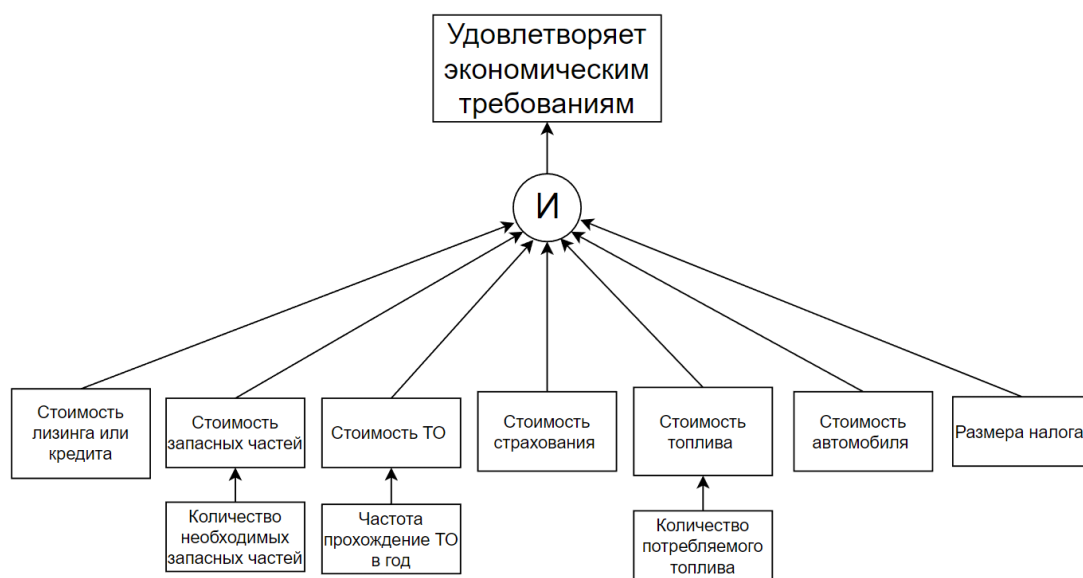 Удовлетворяет
экономическим
требованиям
И
Стоимость
лизинга или
кредита
Стоимость
запасных частей
Стоимость ТО
Стоимость
страхования
Стоимость
топлива
Стоимость
автомобиля
Размера налога
Количество
необходимых
запасных частей
Частота
прохождение ТО
в год
Количество
потребляемого
топлива